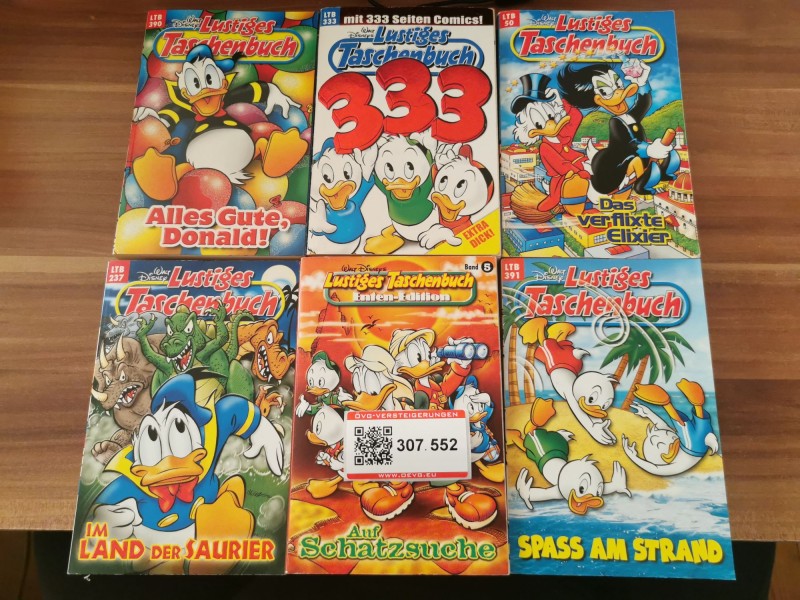 LTB
390
Walt
Disney
Lustiges
Taschenbuch
Alles Gute,
Donald!
mit 333 Seiten Comics!
LTB
333
Walt
Disney's
Lustiges
Taschenbuch
333
EXTRA
DICK!
LTB
50
Walt
Disney
Lustiges
Taschenbuch
Das
verflixte
Elixier
LTB
237
Walt
Disney
Lustiges
Taschenbuch
IM
LAND DER SAURIER
Walt Disney's
Band 5
Lustiges Taschenbuch
Enten-Edition
ÖVG-VERSTEIGERUNGEN
307.552
WWW.OEVG.EU
Auf
Schatzsuche
LTB
391
Walt
Disney
Lustiges
Taschenbuch
SPASS AM STRAND